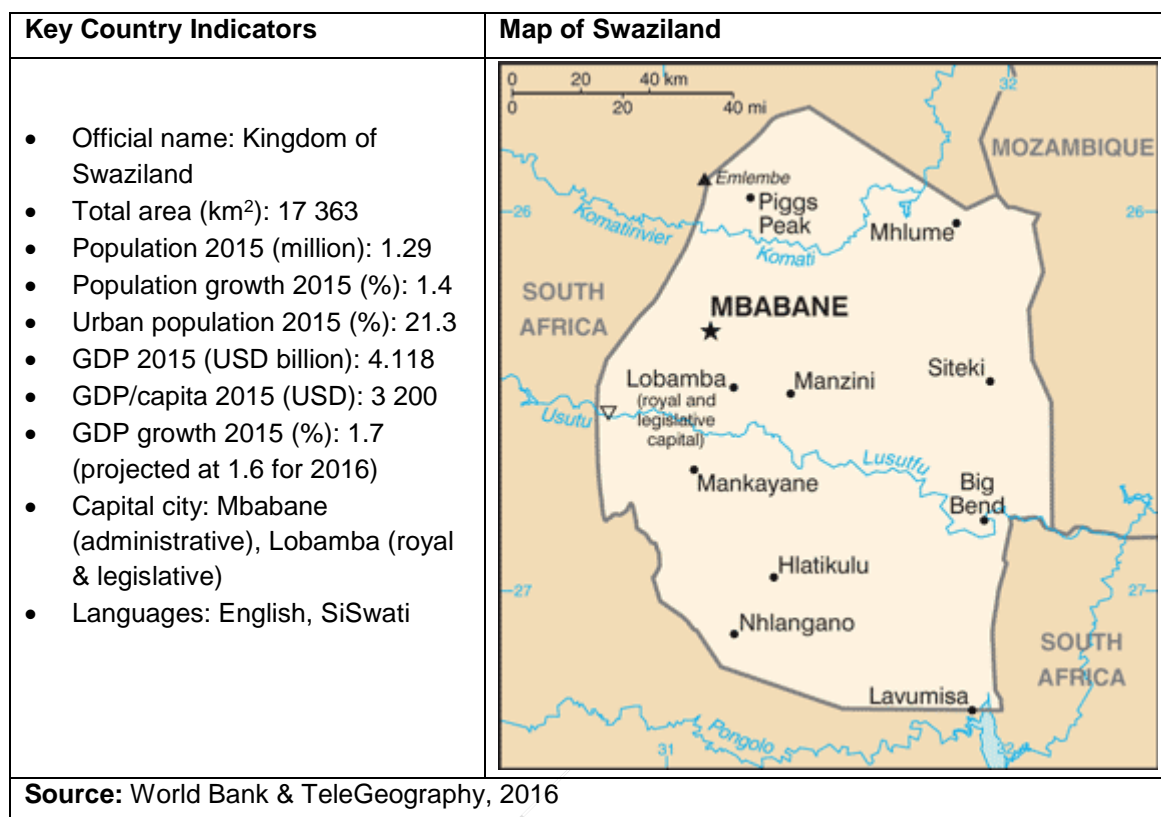 Key Country Indicators
Map of Swaziland
• Official name: Kingdom of
Swaziland
• Total area (km²): 17 363
• Population 2015 (million): 1.29
• Population growth 2015 (%): 1.4
• Urban population 2015 (%): 21.3
• GDP 2015 (USD billion): 4.118
• GDP/capita 2015 (USD): 3 200
• GDP growth 2015 (%): 1.7
(projected at 1.6 for 2016)
• Capital city: Mbabane
(administrative), Lobamba (royal
& legislative)
• Languages: English, SiSwati
0 20 40 km
0 20 40 mi
32
MOZAMBIQUE
Emlembe
Piggs
Peak
26
26
Komatirivier
Mhlume
Komati
SOUTH
AFRICA
MBABANE
Siteki
Lobamba
(royal and
legislative
capital)
Manzini
Usutu
Lusutfu
Mankayane
Big
Bend
Hlatikulu
27
27
Nhlangano
SOUTH
AFRICA
Lavumisa
Pongolo
31
32
Source: World Bank & TeleGeography, 2016